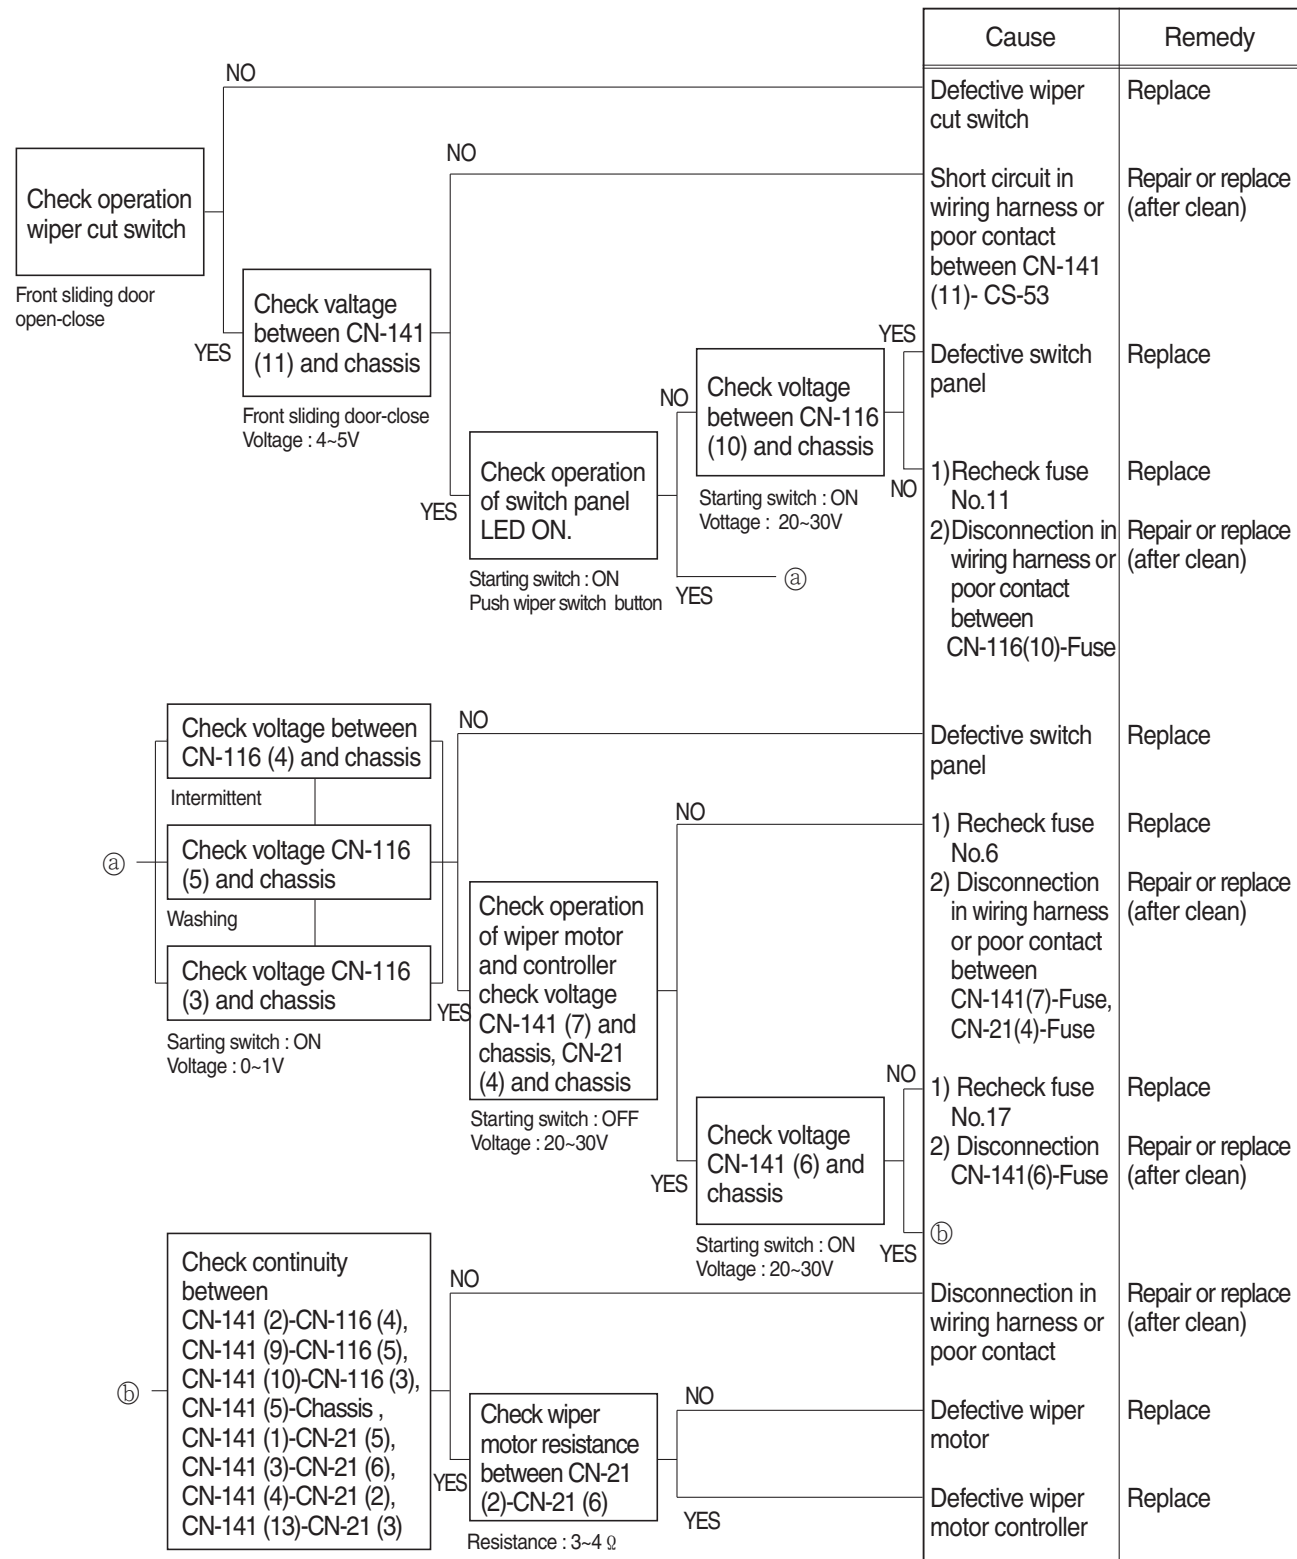 Cause
Remedy
NO
Defective wiper
cut switch
Replace
NO
Check operation
wiper cut switch
Front sliding door
open-close
Short circuit in
wiring harness or
poor contact
between CN-141
(11)- CS-53
Repair or replace
(after clean)
YES
Check valtage
between CN-141
(11) and chassis
Front sliding door-close
Voltage : 4~5V
YES
Defective switch
panel
Replace
NO
Check voltage
between CN-116
(10) and chassis
Starting switch : ON
Vottage : 20~30V
NO
YES
Check operation
of switch panel
LED ON.
Starting switch : ON
Push wiper switch button
YES
ⓐ
1)Recheck fuse
No.11
Replace
2)Disconnection in
wiring harness or
poor contact
between
CN-116(10)-Fuse
Repair or replace
(after clean)
Check voltage between
CN-116 (4) and chassis
Intermittent
NO
Defective switch
panel
Replace
ⓐ
Check voltage CN-116
(5) and chassis
Washing
Check voltage CN-116
(3) and chassis
Sarting switch : ON
Voltage : 0~1V
YES
Check operation
of wiper motor
and controller
check voltage
CN-141 (7) and
chassis, CN-21
(4) and chassis
Starting switch : OFF
Voltage : 20~30V
NO
1) Recheck fuse
No.6
Replace
2) Disconnection
in wiring harness
or poor contact
between
CN-141(7)-Fuse,
CN-21(4)-Fuse
Repair or replace
(after clean)
YES
Check voltage
CN-141 (6) and
chassis
Starting switch : ON
Voltage : 20~30V
NO
1) Recheck fuse
No.17
Replace
2) Disconnection
CN-141(6)-Fuse
Repair or replace
(after clean)
YES
ⓑ
ⓑ
Check continuity
between
CN-141 (2)-CN-116 (4),
CN-141 (9)-CN-116 (5),
CN-141 (10)-CN-116 (3),
CN-141 (5)-Chassis ,
CN-141 (1)-CN-21 (5),
CN-141 (3)-CN-21 (6),
CN-141 (4)-CN-21 (2),
CN-141 (13)-CN-21 (3)
NO
Disconnection in
wiring harness or
poor contact
Repair or replace
(after clean)
YES
Check wiper
motor resistance
between CN-21
(2)-CN-21 (6)
Resistance : 3~4 Ω
NO
Defective wiper
motor
Replace
YES
Defective wiper
motor controller
Replace